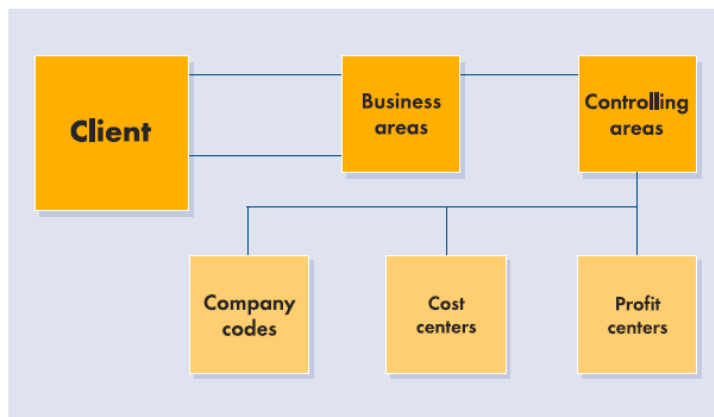 Client
Business
areas
Controlling
areas
Company
codes
Cost
centers
Profit
centers